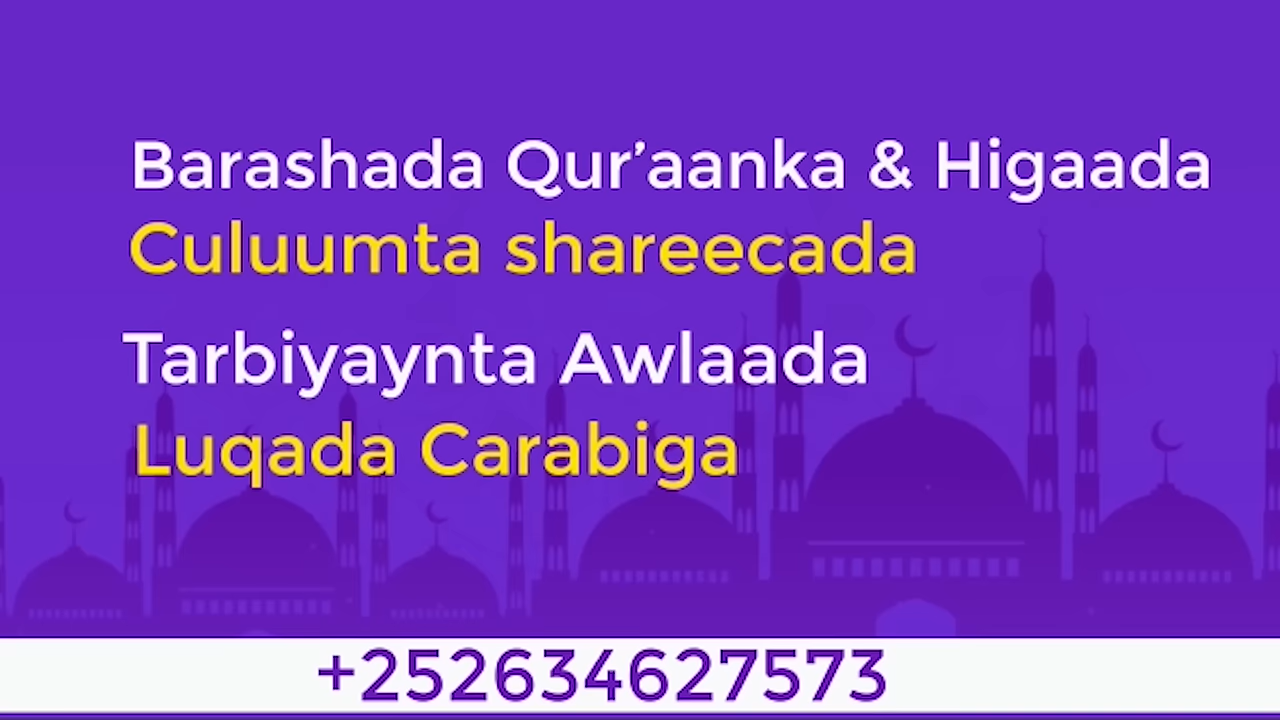 Barashada Qur’aanka & Higaada
Culuumta shareecada
Tarbiyaynta Awlaada
Luqada Carabiga
+252634627573